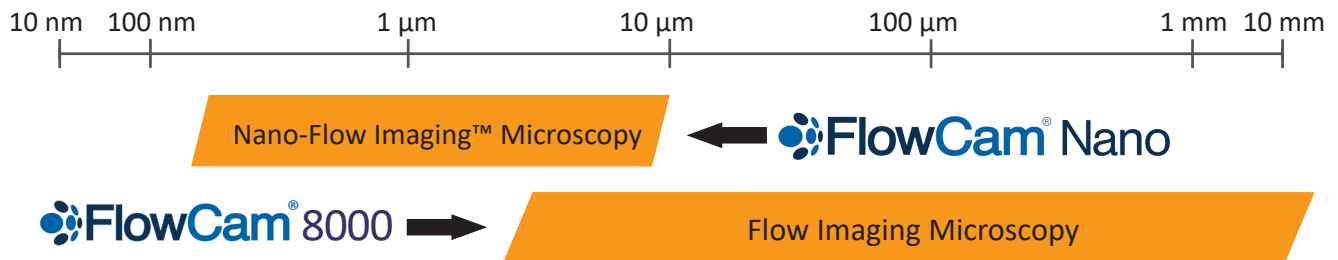 10 nm 100 nm 1 µm 10 µm 100 µm 1 mm 10 mm
Nano-Flow Imaging™ Microscopy
FlowCam® Nano
FlowCam® 8000
Flow Imaging Microscopy